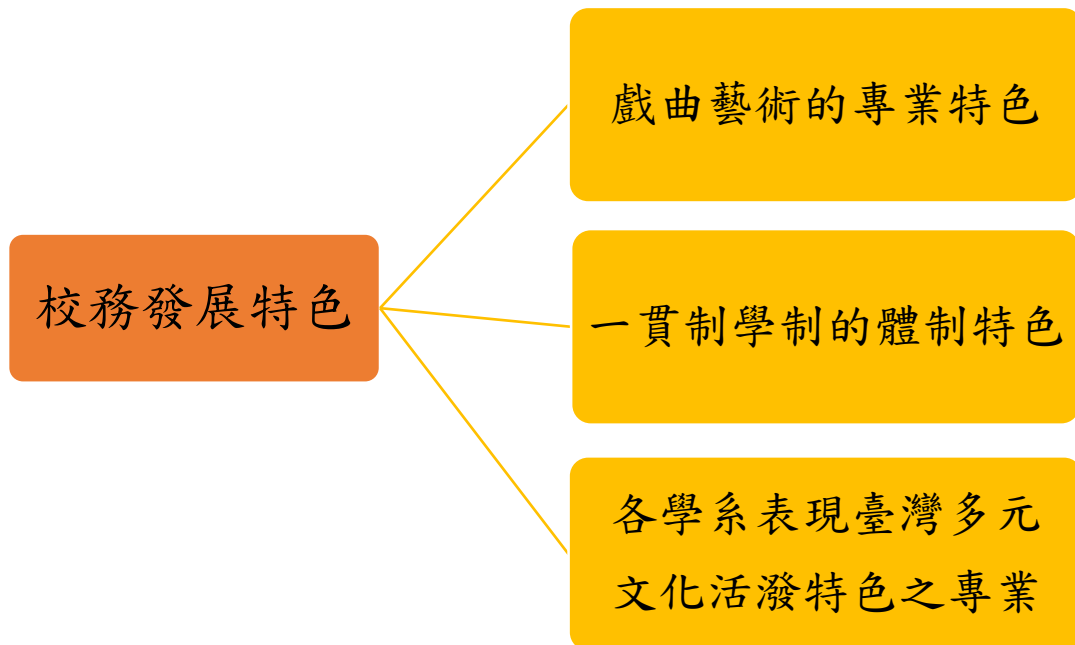 校務發展特色
戲曲藝術的專業特色
一貫制學制的體制特色
各學系表現臺灣多元
文化活潑特色之專業